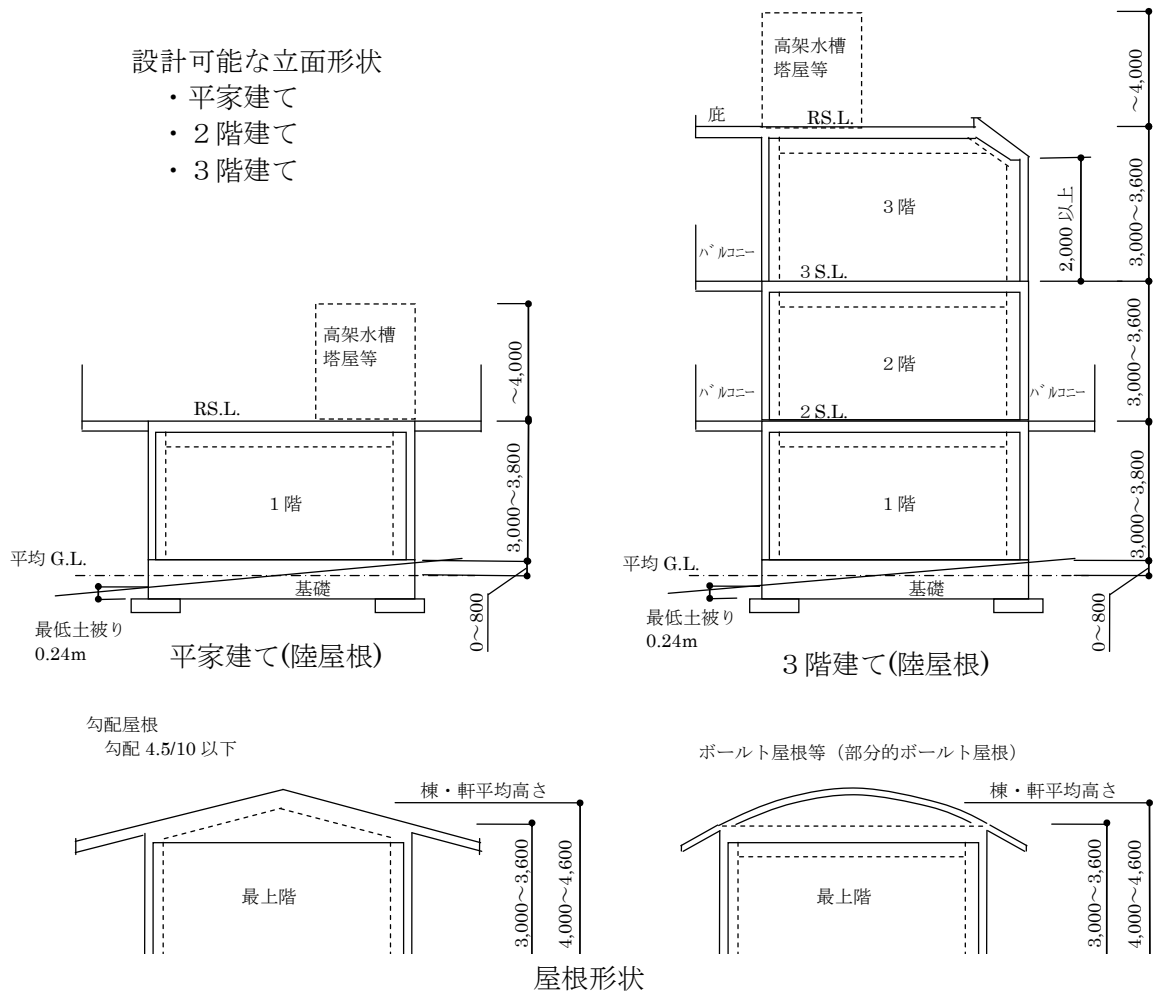 設計可能な立面形状
・平家建て
・２階建て
・３階建て
高架水槽
塔屋等
～4,000
RS.L.
１階
3,000～3,800
平均 G.L.
基礎
最低土被り
0.24m
0～800
平家建て(陸屋根)
高架水槽
塔屋等
～4,000
庇
RS.L.
３階
2,000 以上
3,000～3,600
バルコニー
３S.L.
２階
3,000～3,600
バルコニー
バルコニー
２S.L.
１階
3,000～3,800
平均 G.L.
基礎
最低土被り
0.24m
0～800
３階建て(陸屋根)
勾配屋根
勾配 4.5/10 以下
棟・軒平均高さ
最上階
3,000～3,600
4,000～4,600
ボールト屋根等（部分的ボールト屋根）
棟・軒平均高さ
最上階
3,000～3,600
4,000～4,600
屋根形状